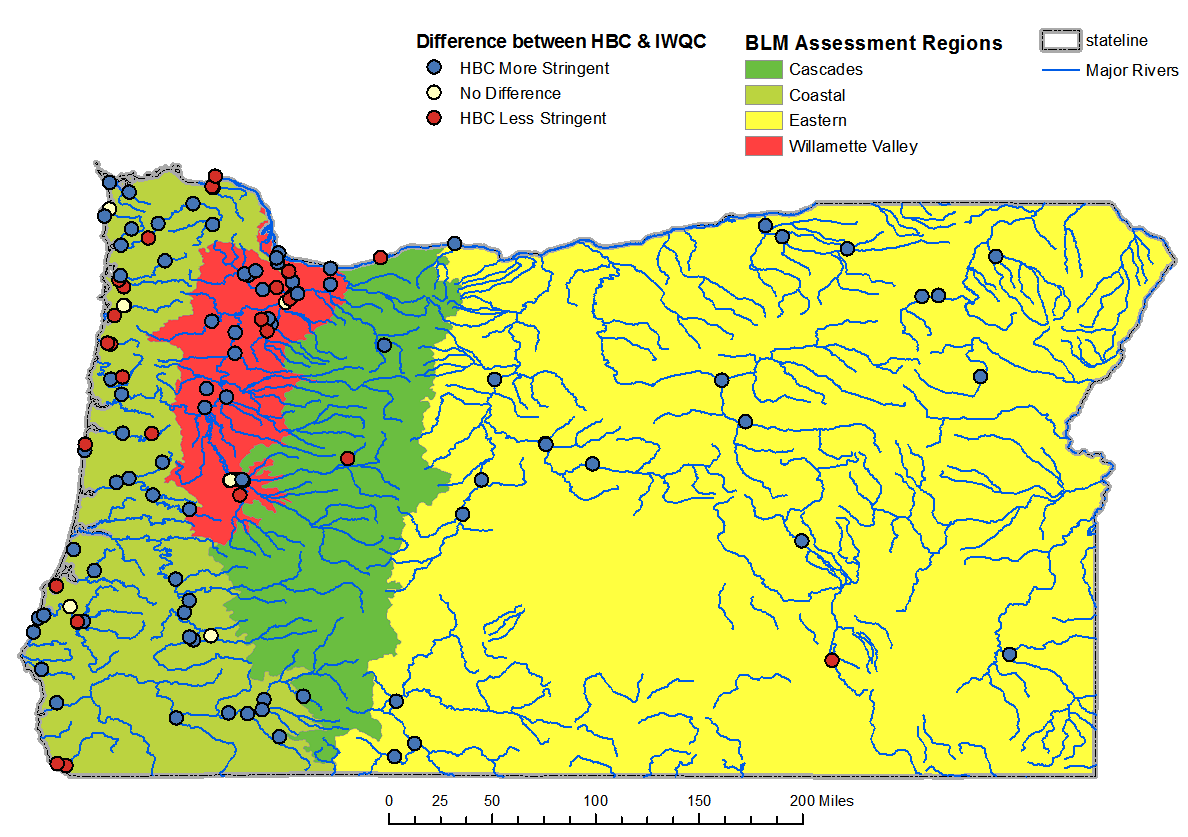 Difference between HBC & IWQC
HBC More Stringent
No Difference
HBC Less Stringent
BLM Assessment Regions
Cascades
Coastal
Eastern
Willamette Valley
stateline
Major Rivers
0 25 50 100 150 200 Miles